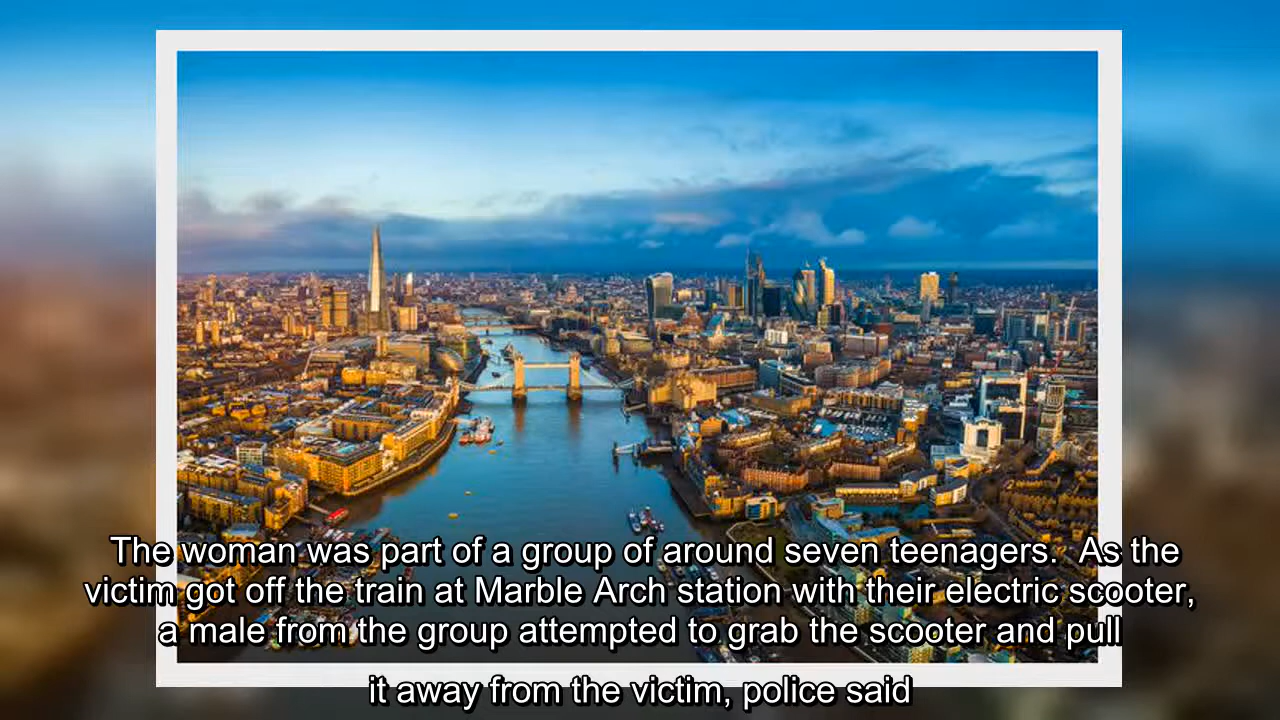 The woman was part of a group of around seven teenagers.  As the
victim got off the train at Marble Arch station with their electric scooter,
a male from the group attempted to grab the scooter and pull
it away from the victim, police said